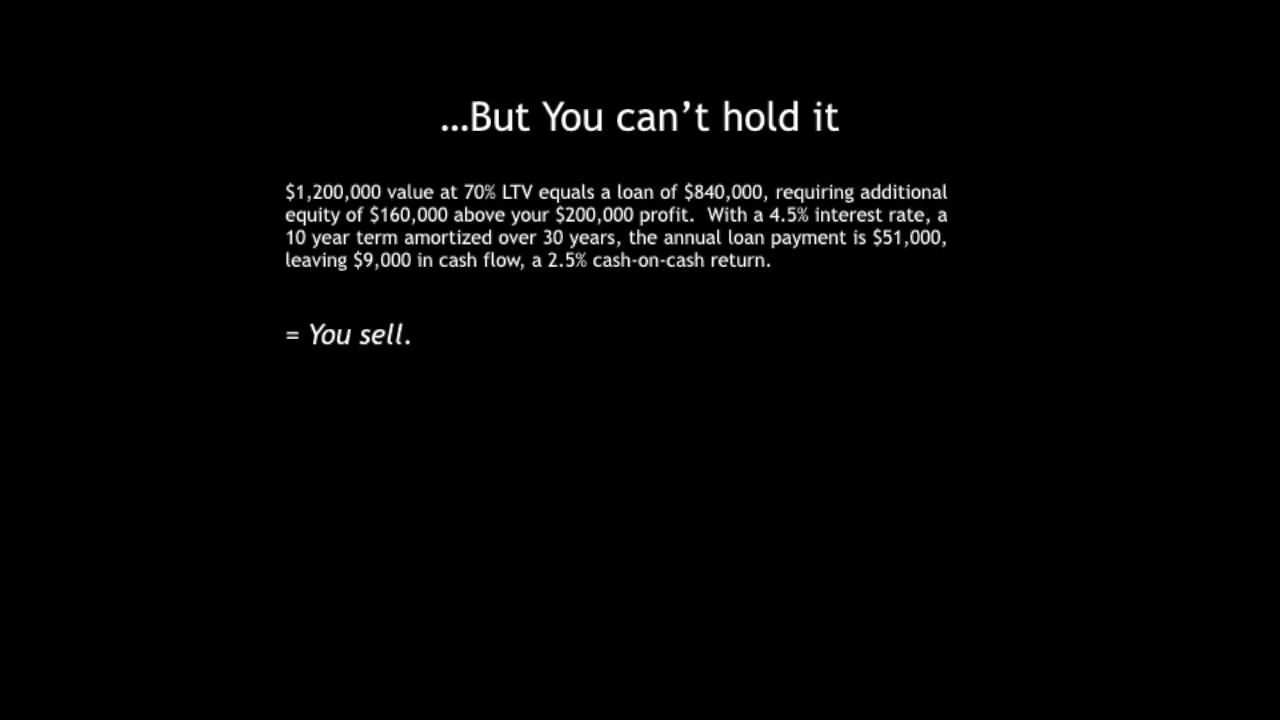 …But You can’t hold it
$1,200,000 value at 70% LTV equals a loan of $840,000, requiring additional
equity of $160,000 above your $200,000 profit.  With a 4.5% interest rate, a
10 year term amortized over 30 years, the annual loan payment is $51,000,
leaving $9,000 in cash flow, a 2.5% cash-on-cash return.
= You sell.